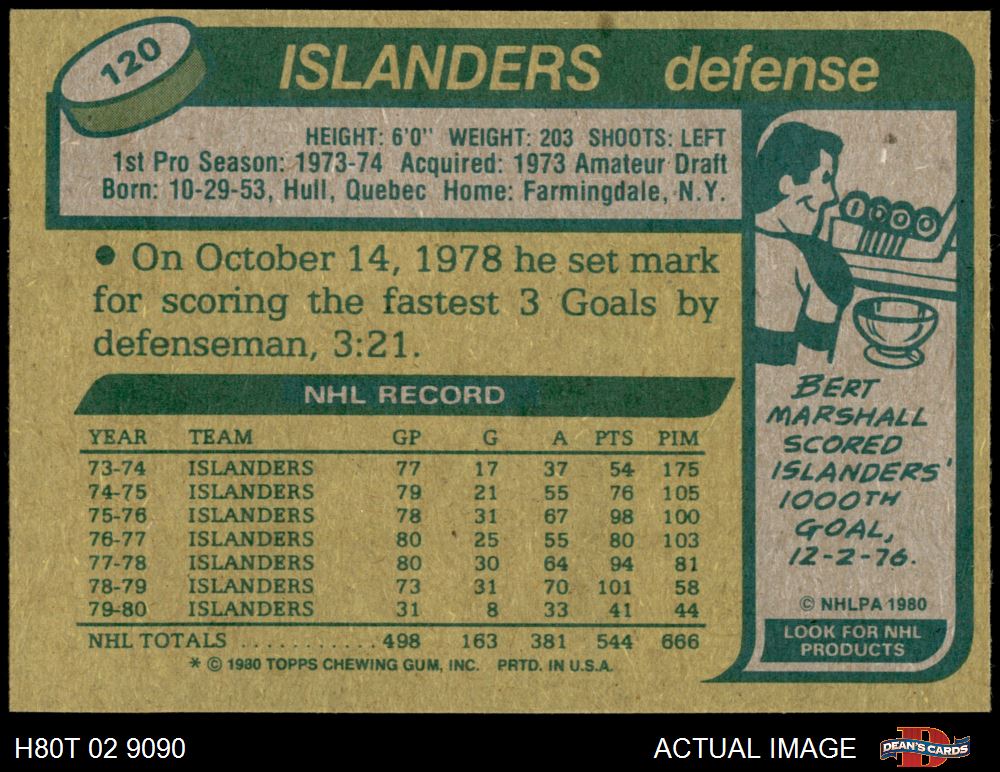 120
ISLANDERS defense
HEIGHT: 6'0" WEIGHT: 203 SHOOTS: LEFT
1st Pro Season: 1973-74 Acquired: 1973 Amateur Draft
Born: 10-29-53, Hull, Quebec Home: Farmingdale, N.Y.
• On October 14, 1978 he set mark
for scoring the fastest 3 Goals by
defenseman, 3:21.
NHL RECORD
YEAR TEAM GP G A PTS PIM
73-74 ISLANDERS 77 17 37 54 175
74-75 ISLANDERS 79 21 55 76 105
75-76 ISLANDERS 78 31 67 98 100
76-77 ISLANDERS 80 25 55 80 103
77-78 ISLANDERS 80 30 64 94 81
78-79 ISLANDERS 73 31 70 101 58
79-80 ISLANDERS 31 8 33 41 44
NHL TOTALS ............ 498 163 381 544 666
* © 1980 TOPPS CHEWING GUM, INC. PRTD. IN U.S.A.
1000
BERT
MARSHALL
SCORED
ISLANDERS'
1000TH
GOAL,
12-2-76.
© NHLPA 1980
LOOK FOR NHL
PRODUCTS
H80T 02 9090
ACTUAL IMAGE
D
DEAN'S CARDS